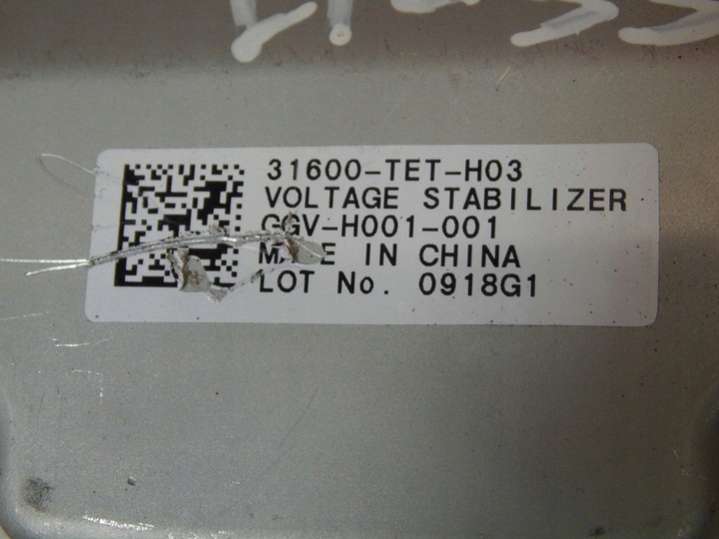 31600-TET-H03
VOLTAGE STABILIZER
GGV-H001-001
MADE IN CHINA
LOT No. 0918G1